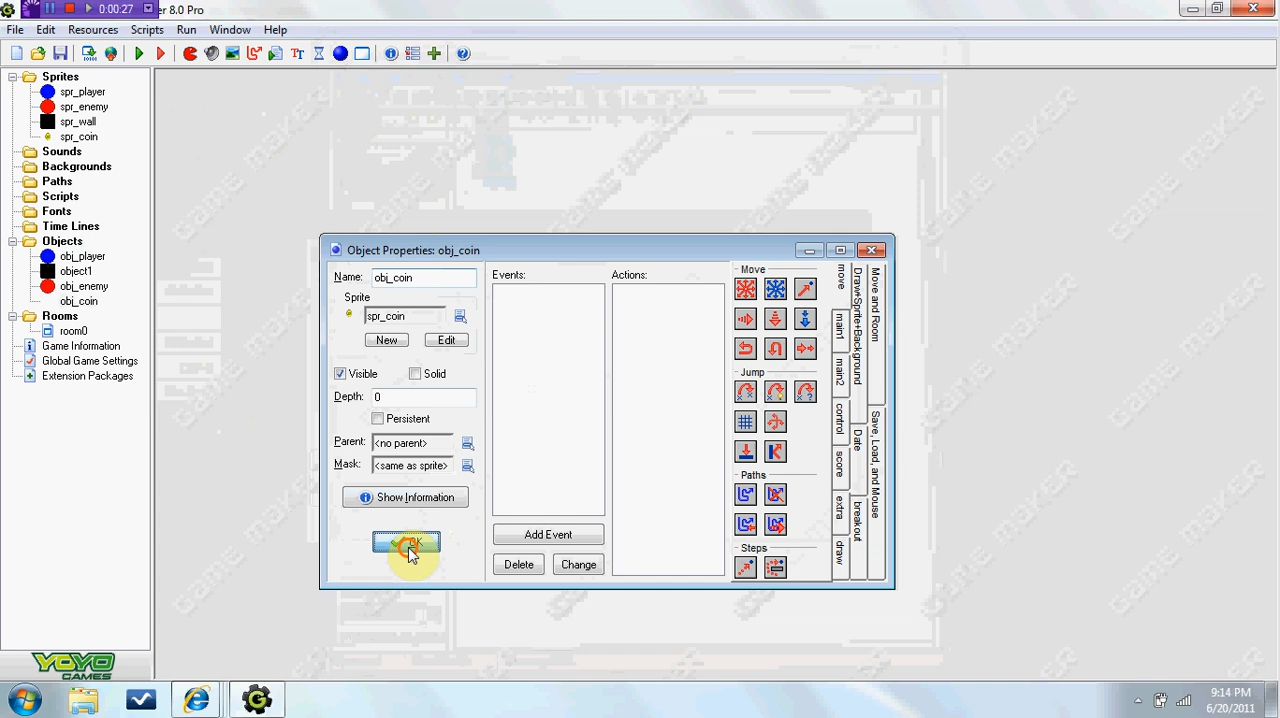 0:00:27
er 8.0 Pro
File Edit Resources Scripts Run Window Help
Sprites
spr_player
spr_enemy
spr_wall
spr_coin
Sounds
Backgrounds
Paths
Scripts
Fonts
Time Lines
Objects
obj_player
object1
obj_enemy
obj_coin
Rooms
room0
Game Information
Global Game Settings
Extension Packages
YOYO
GAMES
Object Properties: obj_coin
Name: obj_coin
Sprite
spr_coin
New Edit
Visible Solid
Depth: 0
Persistent
Parent: <no parent>
Mask: <same as sprite>
Show Information
OK
Events:
Add Event
Delete Change
Actions:
Move
Jump
Paths
Steps
move
main1
main2
control
score
extra
draw
Draw+Sprite+Background
Date
breakout
Move and Room
Save, Load, and Mouse
9:14 PM
6/20/2011